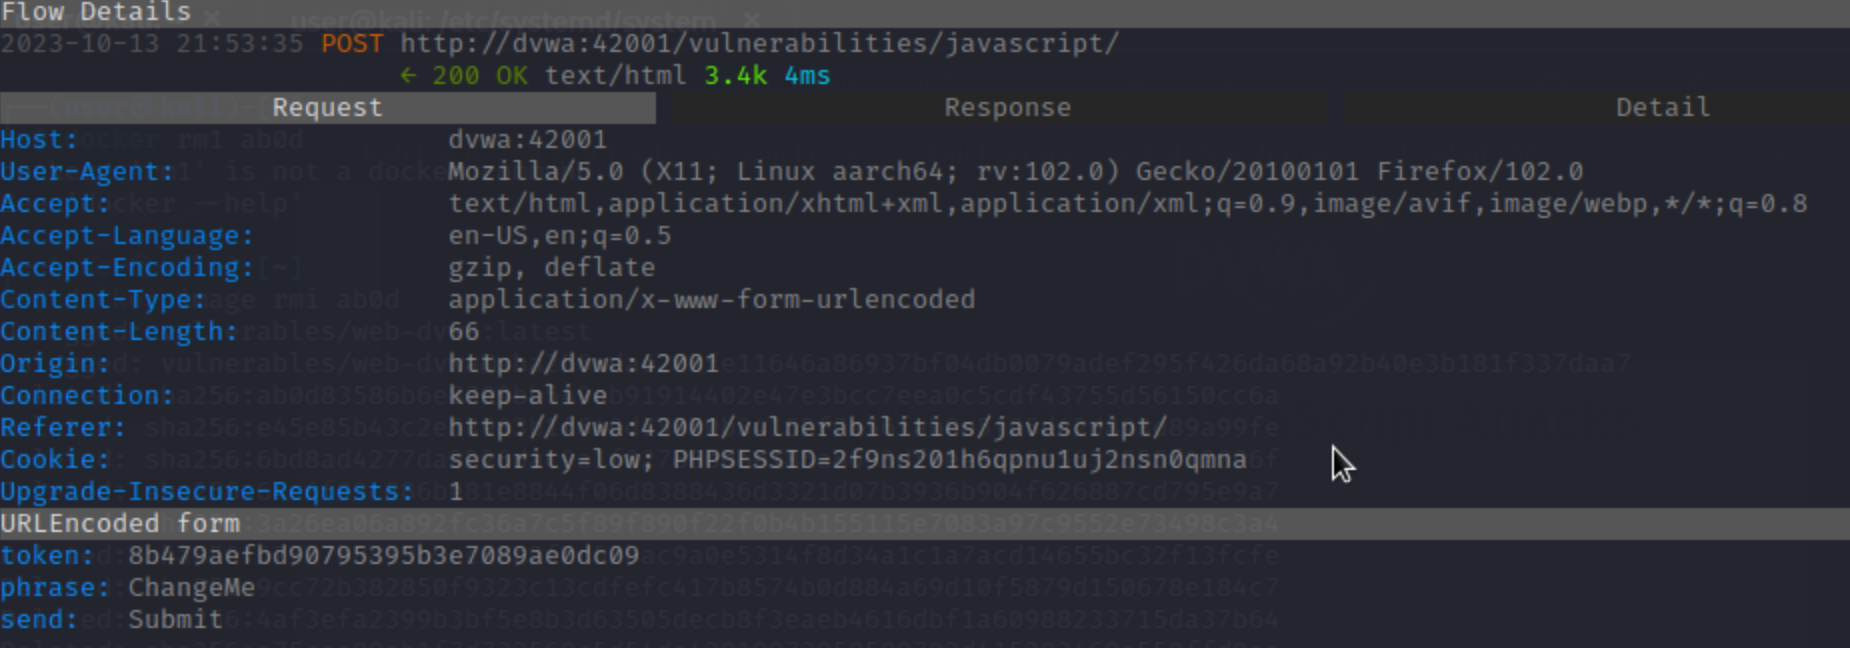 Flow Details
2023-10-13 21:53:35 POST http://dvwa:42001/vulnerabilities/javascript/
← 200 OK text/html 3.4k 4ms
Request Response Detail
Host: dvwa:42001
User-Agent: Mozilla/5.0 (X11; Linux aarch64; rv:102.0) Gecko/20100101 Firefox/102.0
Accept: text/html,application/xhtml+xml,application/xml;q=0.9,image/avif,image/webp,*/*;q=0.8
Accept-Language: en-US,en;q=0.5
Accept-Encoding: gzip, deflate
Content-Type: application/x-www-form-urlencoded
Content-Length: 66
Origin: http://dvwa:42001
Connection: keep-alive
Referer: http://dvwa:42001/vulnerabilities/javascript/
Cookie: security=low; PHPSESSID=2f9ns201h6qpnu1uj2nsn0qmna
Upgrade-Insecure-Requests: 1
URLEncoded form
token: 8b479aefbd90795395b3e7089ae0dc09
phrase: ChangeMe
send: Submit